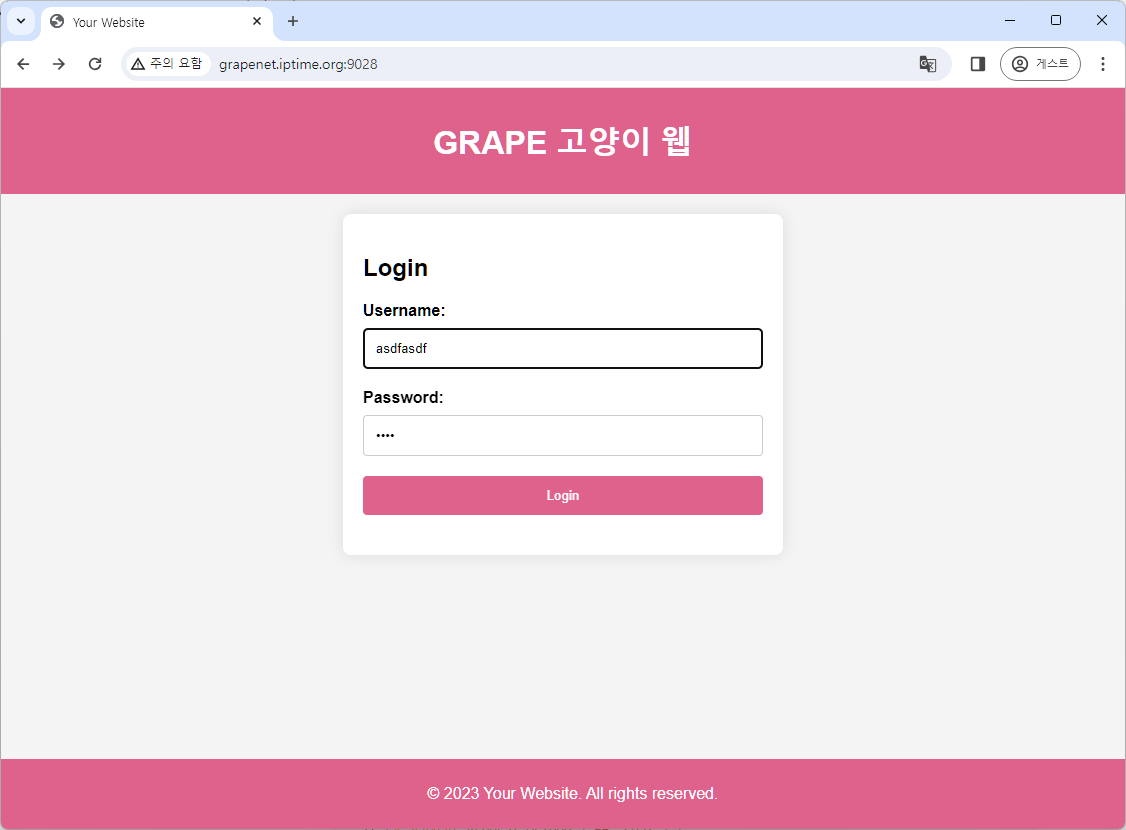 Your Website
주의 요함
grapenet.iptime.org:9028
게스트
GRAPE 고양이 웹
Login
Username:
asdfasdf
Password:
••••
Login
© 2023 Your Website. All rights reserved.